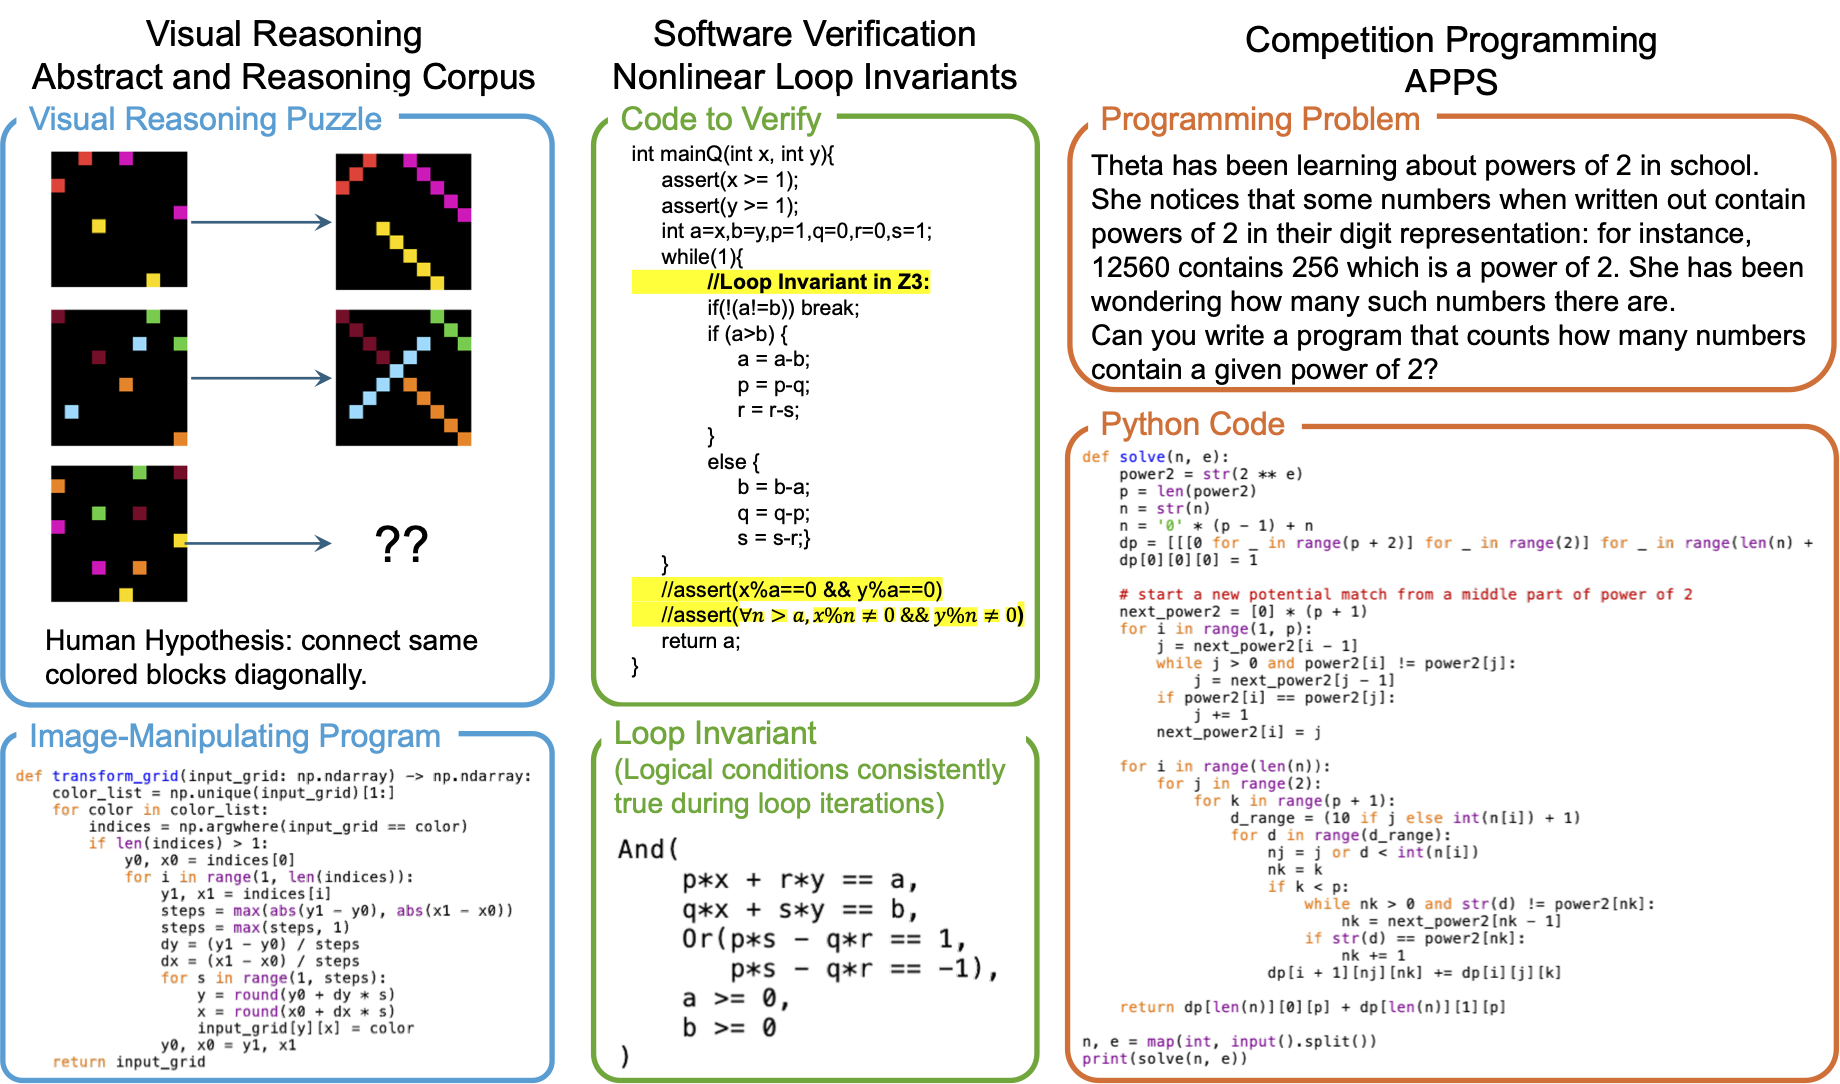 Visual Reasoning
Abstract and Reasoning Corpus
Visual Reasoning Puzzle
??
Human Hypothesis: connect same
colored blocks diagonally.
Image-Manipulating Program
def transform_grid(input_grid: np.ndarray) -> np.ndarray:
    color_list = np.unique(input_grid)[1:]
    for color in color_list:
        indices = np.argwhere(input_grid == color)
        if len(indices) > 1:
            y0, x0 = indices[0]
            for i in range(1, len(indices)):
                y1, x1 = indices[i]
                steps = max(abs(y1 - y0), abs(x1 - x0))
                steps = max(steps, 1)
                dy = (y1 - y0) / steps
                dx = (x1 - x0) / steps
                for s in range(1, steps):
                    y = round(y0 + dy * s)
                    x = round(x0 + dx * s)
                    input_grid[y][x] = color
                y0, x0 = y1, x1
    return input_grid
Software Verification
Nonlinear Loop Invariants
Code to Verify
int mainQ(int x, int y){
assert(x >= 1);
assert(y >= 1);
int a=x,b=y,p=1,q=0,r=0,s=1;
while(1){
//Loop Invariant in Z3:
if(!(a!=b)) break;
if (a>b) {
a = a-b;
p = p-q;
r = r-s;
}
else {
b = b-a;
q = q-p;
s = s-r;}
}
//assert(x%a==0 && y%a==0)
//assert(∀n > a, x%n ≠ 0 && y%n ≠ 0)
return a;
}
Loop Invariant
(Logical conditions consistently
true during loop iterations)
And(
p*x + r*y == a,
q*x + s*y == b,
Or(p*s - q*r == 1,
p*s - q*r == -1),
a >= 0,
b >= 0
)
Competition Programming
APPS
Programming Problem
Theta has been learning about powers of 2 in school.
She notices that some numbers when written out contain
powers of 2 in their digit representation: for instance,
12560 contains 256 which is a power of 2. She has been
wondering how many such numbers there are.
Can you write a program that counts how many numbers
contain a given power of 2?
Python Code
def solve(n, e):
    power2 = str(2 ** e)
    p = len(power2)
    n = str(n)
    n = '0' * (p - 1) + n
    dp = [[[0 for _ in range(p + 2)] for _ in range(2)] for _ in range(len(n) +
    dp[0][0][0] = 1
    # start a new potential match from a middle part of power of 2
    next_power2 = [0] * (p + 1)
    for i in range(1, p):
        j = next_power2[i - 1]
        while j > 0 and power2[i] != power2[j]:
            j = next_power2[j - 1]
        if power2[i] == power2[j]:
            j += 1
        next_power2[i] = j
    for i in range(len(n)):
        for j in range(2):
            for k in range(p + 1):
                d_range = (10 if j else int(n[i]) + 1)
                for d in range(d_range):
                    nj = j or d < int(n[i])
                    nk = k
                    if k < p:
                        while nk > 0 and str(d) != power2[nk]:
                            nk = next_power2[nk - 1]
                        if str(d) == power2[nk]:
                            nk += 1
                    dp[i + 1][nj][nk] += dp[i][j][k]
    return dp[len(n)][0][p] + dp[len(n)][1][p]
n, e = map(int, input().split())
print(solve(n, e))